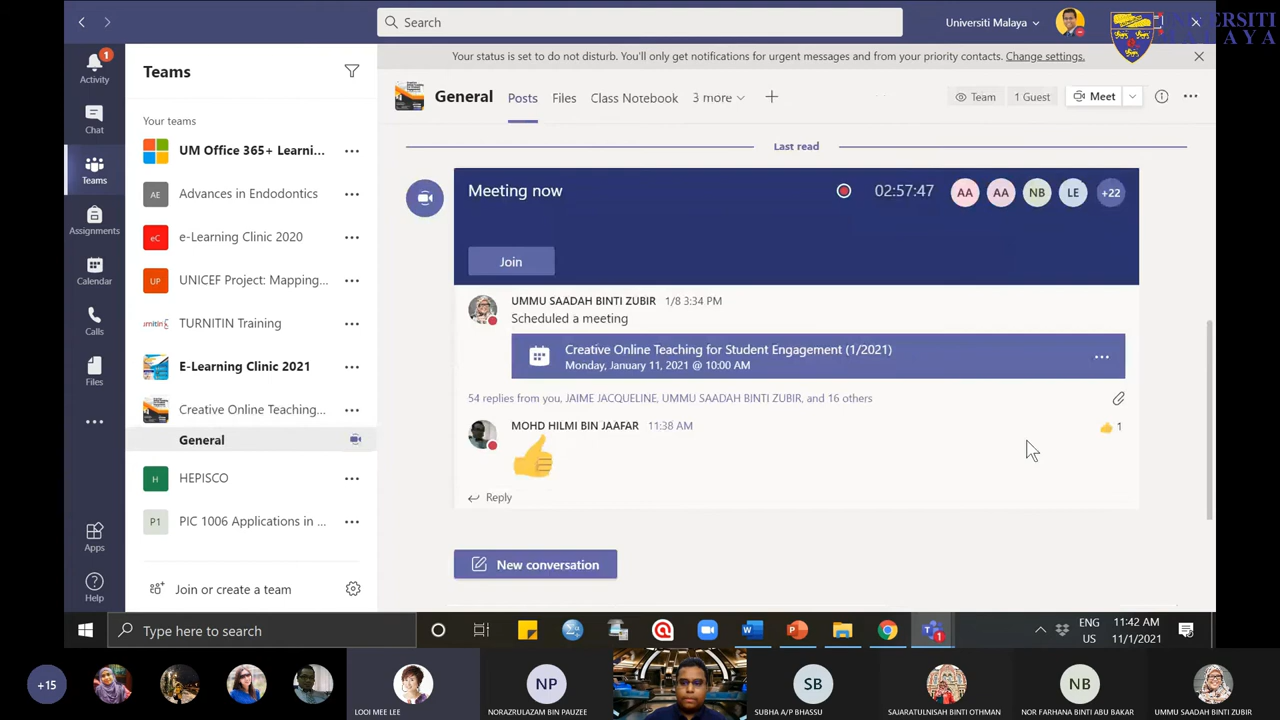 Search
Universiti Malaya
UNIVERSITI
MALAYA
Your status is set to do not disturb. You'll only get notifications for urgent messages and from your priority contacts. Change settings.
1
Activity
Chat
Teams
Assignments
Calendar
Calls
Files
Apps
Help
Teams
Your teams
UM Office 365+ Learni...
AE Advances in Endodontics
eC e-Learning Clinic 2020
UP UNICEF Project: Mapping...
TURNITIN Training
E-Learning Clinic 2021
Creative Online Teaching...
General
H HEPISCO
P1 PIC 1006 Applications in ...
Join or create a team
General Posts Files Class Notebook 3 more
Team 1 Guest Meet
Last read
Meeting now 02:57:47 AA AA NB LE +22
Join
UMMU SAADAH BINTI ZUBIR 1/8 3:34 PM
Scheduled a meeting
Creative Online Teaching for Student Engagement (1/2021)
Monday, January 11, 2021 @ 10:00 AM
54 replies from you, JAIME JACQUELINE, UMMU SAADAH BINTI ZUBIR, and 16 others
MOHD HILMI BIN JAAFAR 11:38 AM 1
Reply
New conversation
Type here to search
ENG
US
11:42 AM
11/1/2021
+15
NP
SB
NB
LOOI MEE LEE
NORAZRULAZAM BIN PAUZEE
SUBHA A/P BHASSU
SAJARATULNISAH BINTI OTHMAN
NOR FARHANA BINTI ABU BAKAR
UMMU SAADAH BINTI ZUBIR